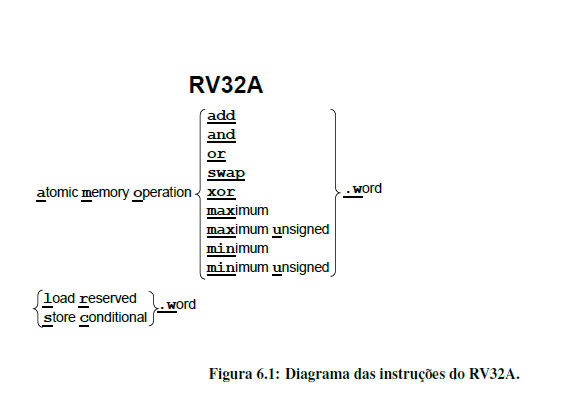 RV32A
add
and
or
swap
atomic memory operation xor .word
maximum
maximum unsigned
minimum
minimum unsigned
load reserved
.word
store conditional
Figura 6.1: Diagrama das instruções do RV32A.